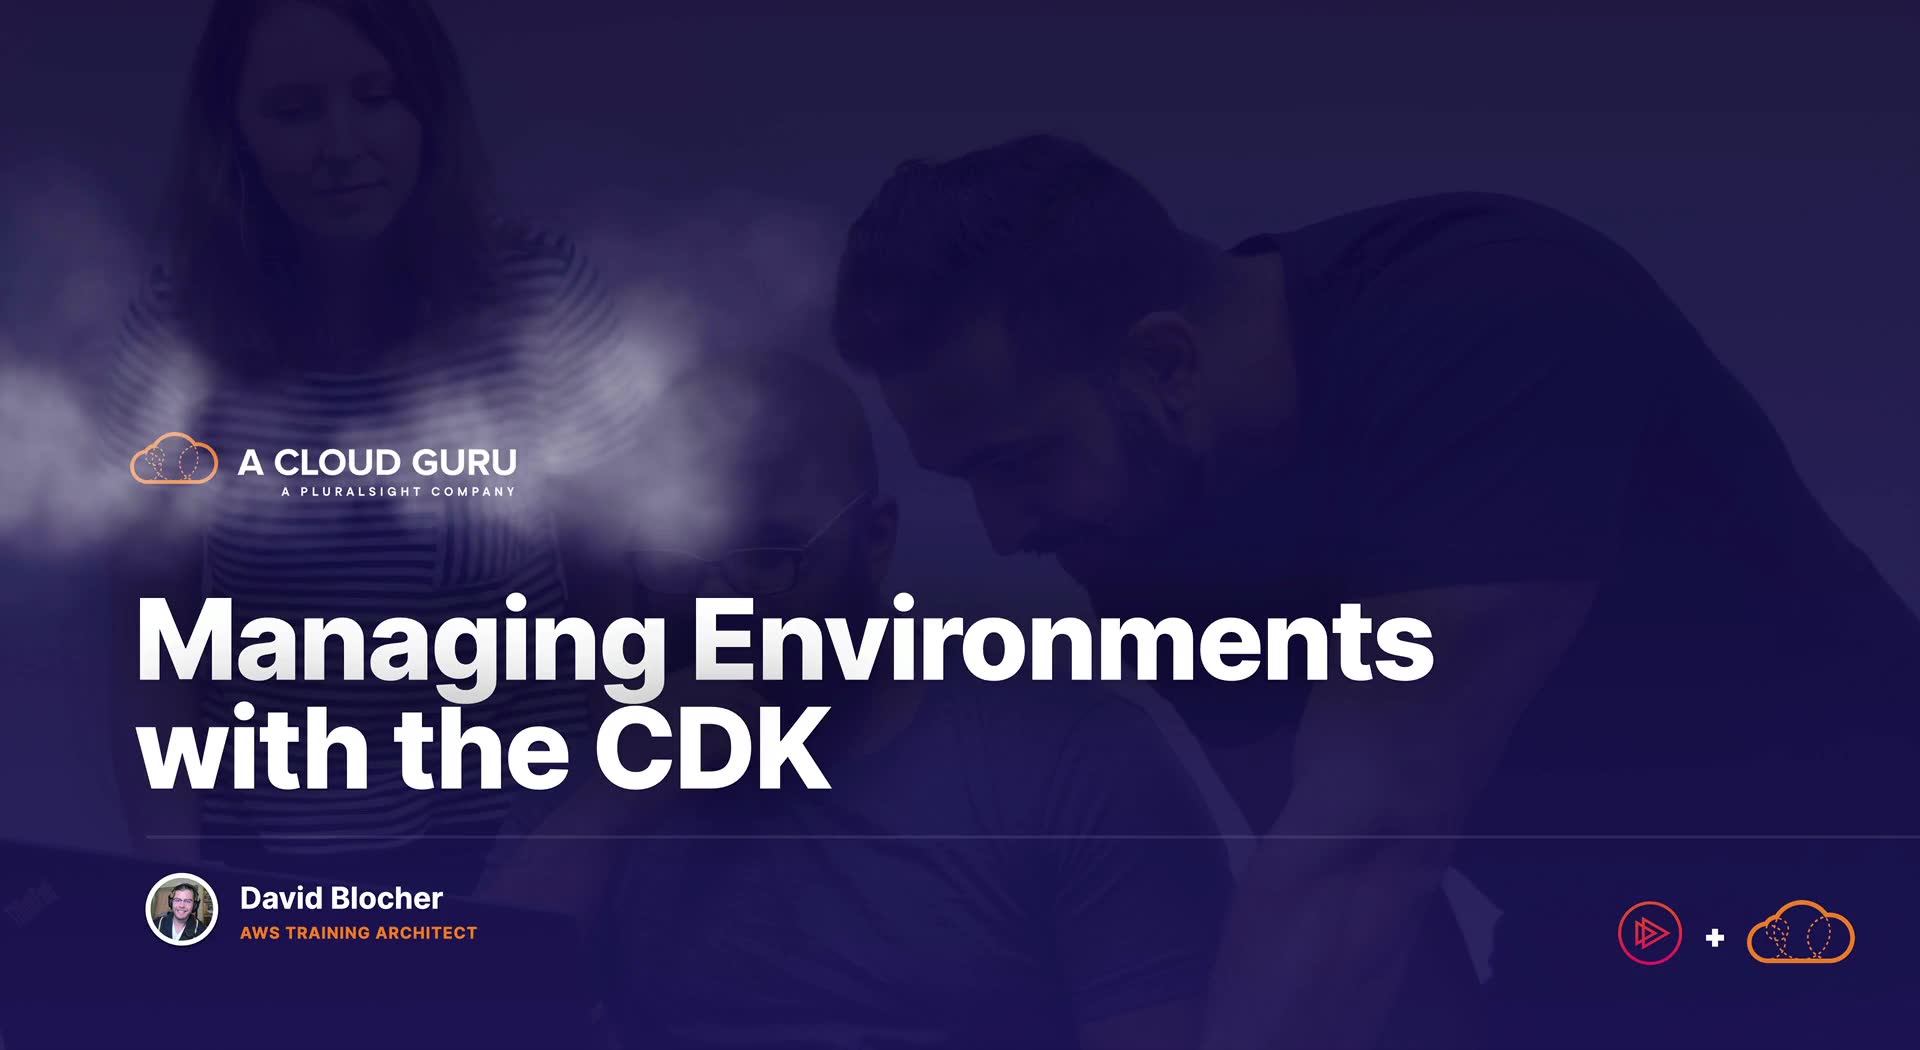 A CLOUD GURU
A PLURALSIGHT COMPANY
Managing Environments
with the CDK
David Blocher
AWS TRAINING ARCHITECT
+